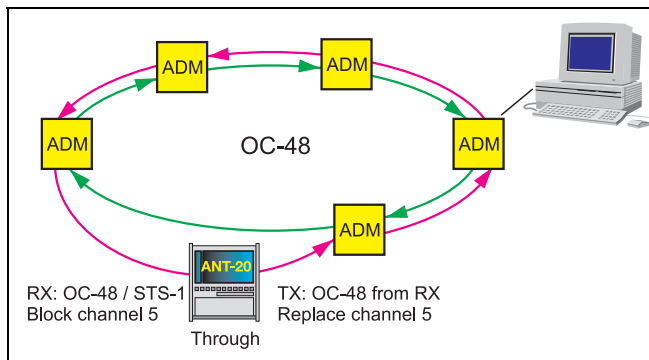 ADM
ADM
ADM
OC-48
ADM
ADM
ANT-20
RX: OC-48 / STS-1
Block channel 5
TX: OC-48 from RX
Replace channel 5
Through